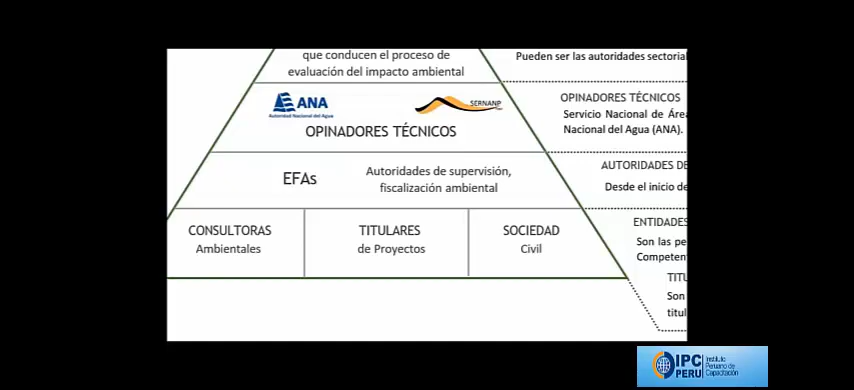 que conducen el proceso de
evaluación del impacto ambiental
Pueden ser las autoridades sectorial
ANA
Autoridad Nacional del Agua
SERNANP
OPINADORES TÉCNICOS
OPINADORES TÉCNICOS
Servicio Nacional de Área
Nacional del Agua (ANA).
EFAs
Autoridades de supervisión,
fiscalización ambiental
AUTORIDADES DE
Desde el inicio de
CONSULTORAS
Ambientales
TITULARES
de Proyectos
SOCIEDAD
Civil
ENTIDADES
Son las pe
Competen
TITU
Son
titul
IPC
PERU
Instituto
Peruano de
Capacitación